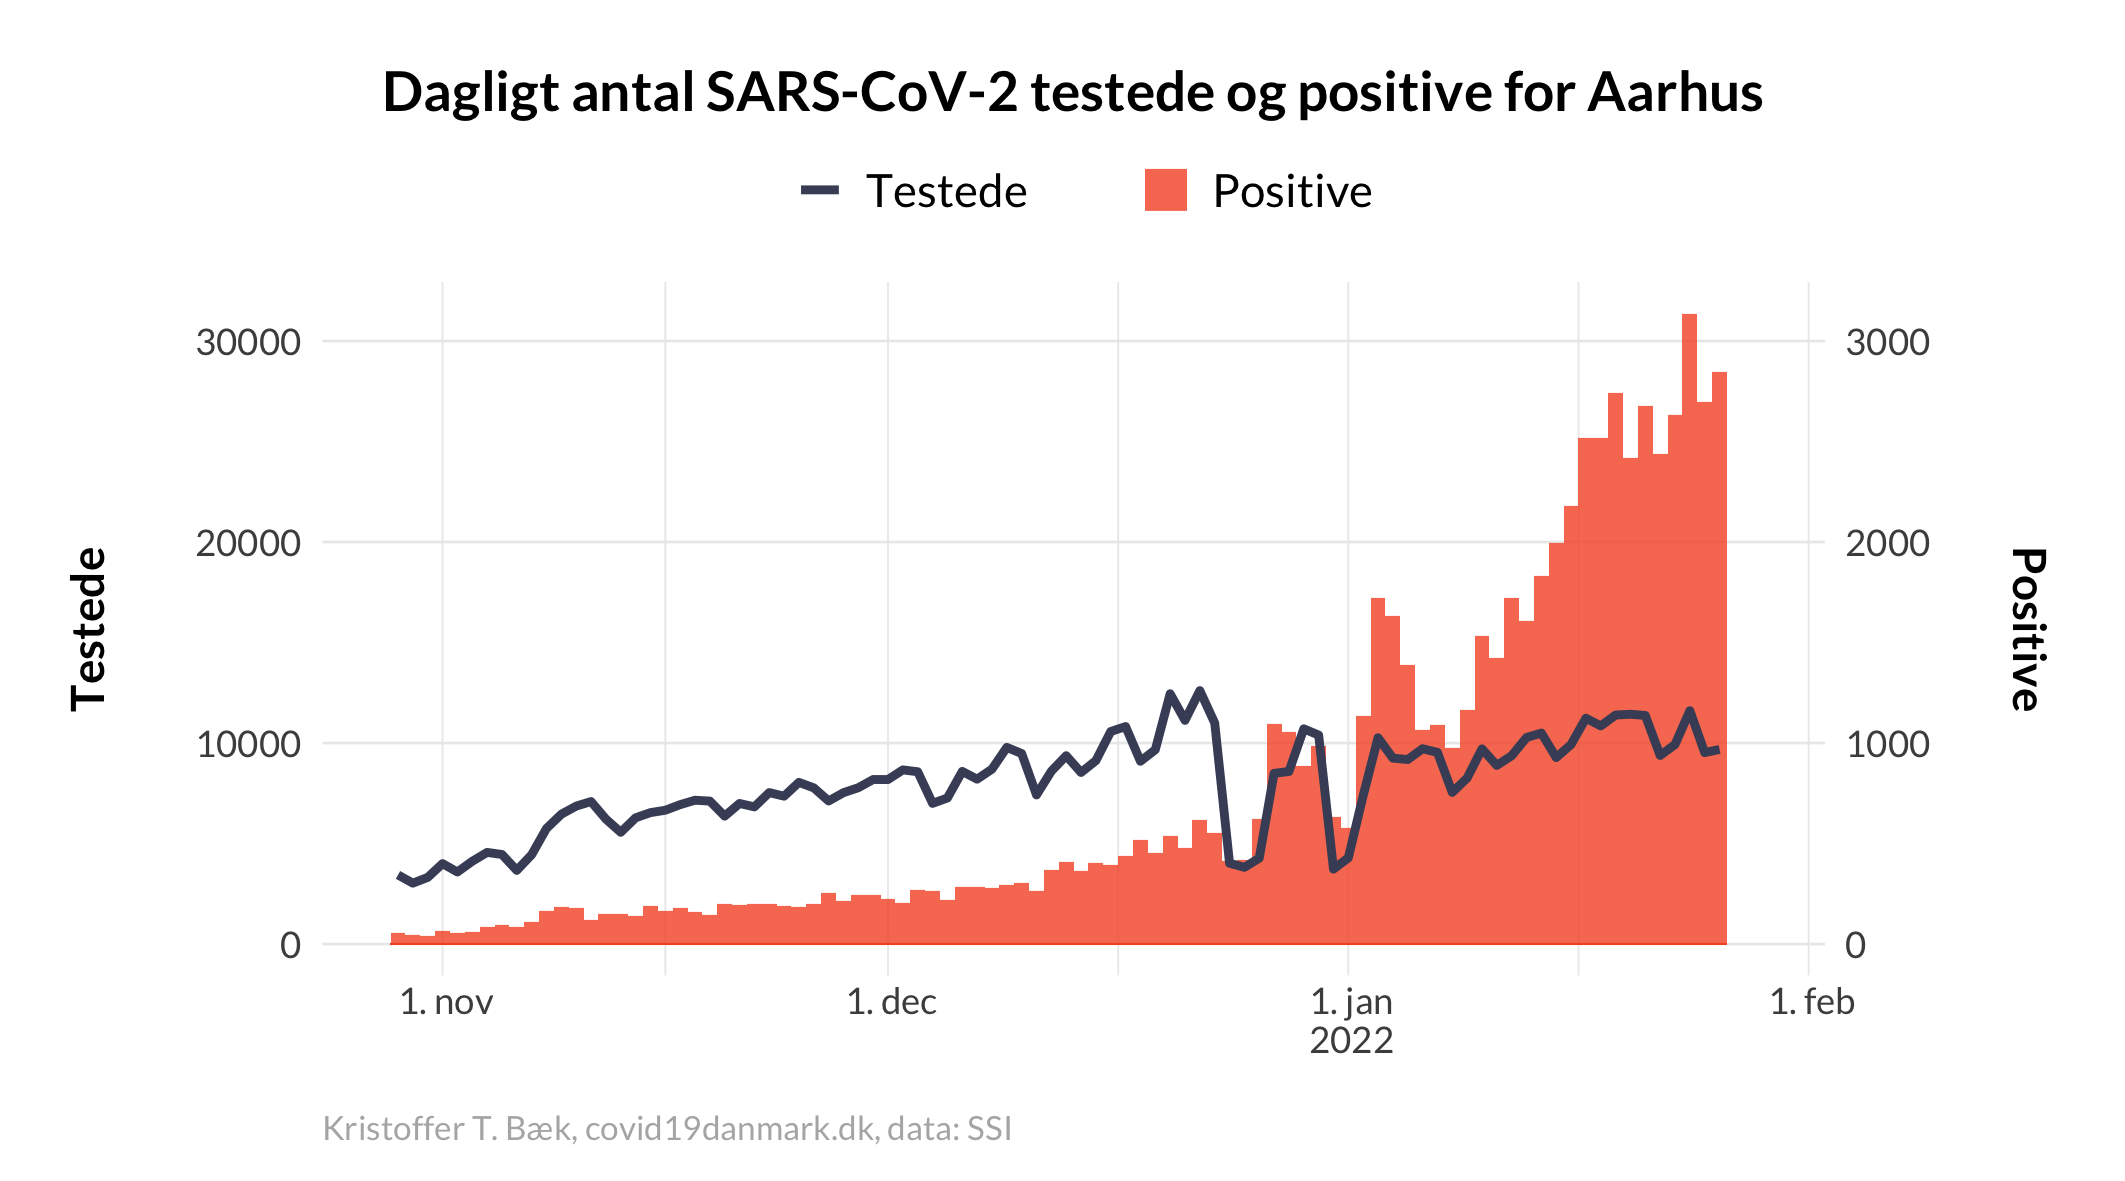 Dagligt antal SARS-CoV-2 testede og positive for Aarhus
Testede
Positive
30000
20000
10000
0
3000
2000
1000
0
Testede
Positive
1. nov
1. dec
1. jan
2022
1. feb
Kristoffer T. Bæk, covid19danmark.dk, data: SSI